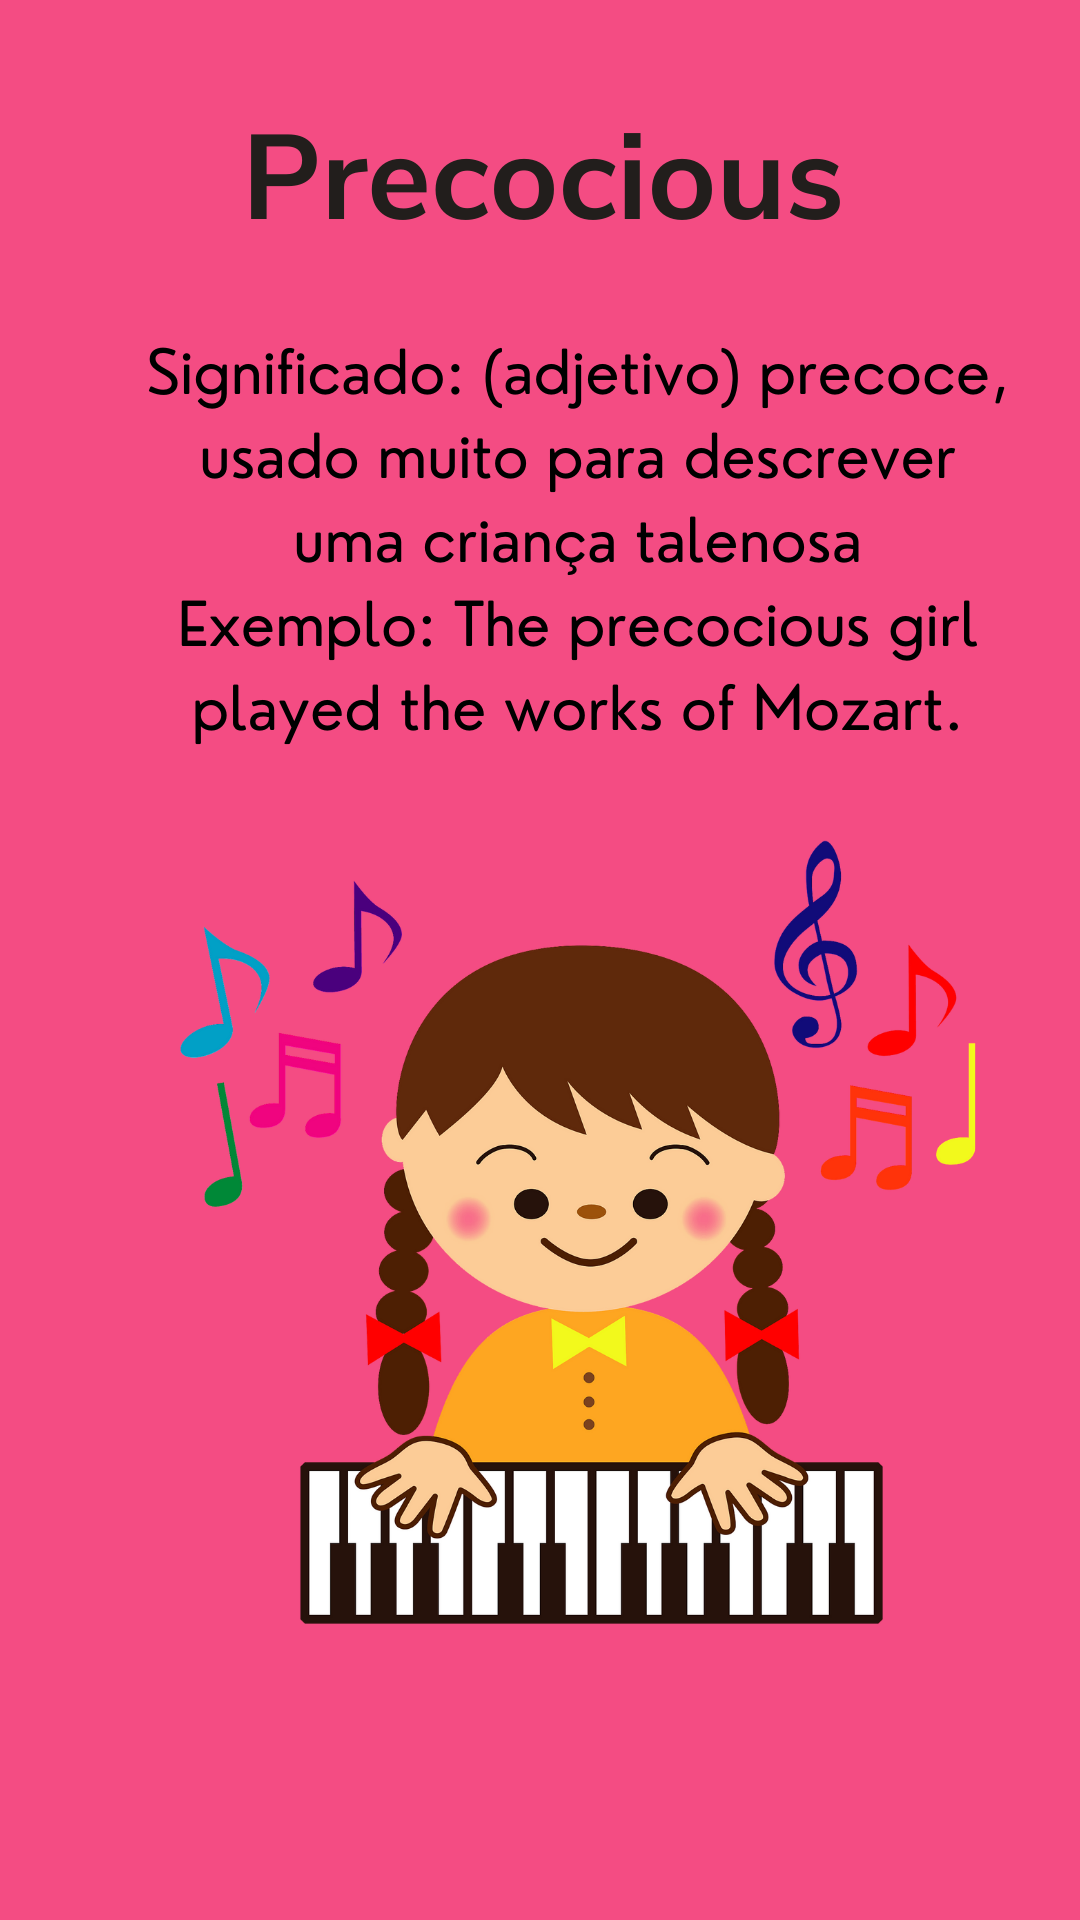 Precocious
Significado: (adjetivo) precoce,
usado muito para descrever
uma criança talenosa
Exemplo: The precocious girl
played the works of Mozart.